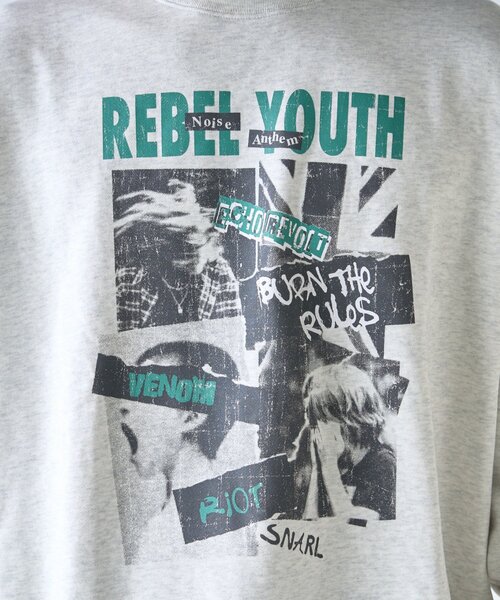 REBEL YOUTH
Noise
Anthem
ECHO REVOLT
BURN THE
RULES
VENOM
RIOT
SNARL